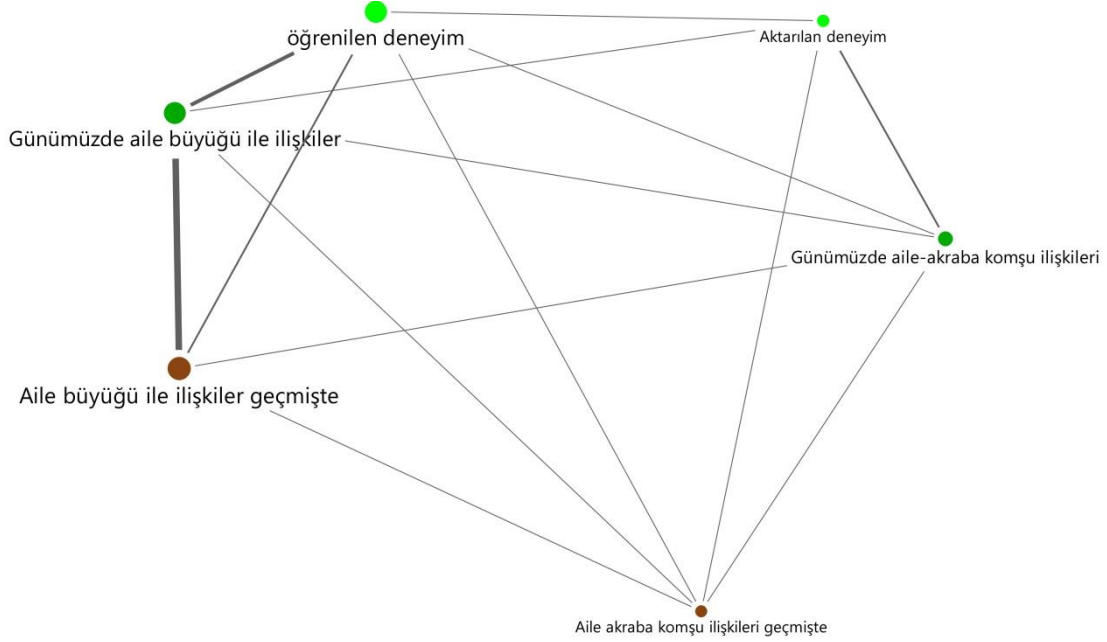 öğrenilen deneyim
Aktarılan deneyim
Günümüzde aile büyüğü ile ilişkiler
Günümüzde aile-akraba komşu ilişkileri
Aile büyüğü ile ilişkiler geçmişte
Aile akraba komşu ilişkileri geçmişte